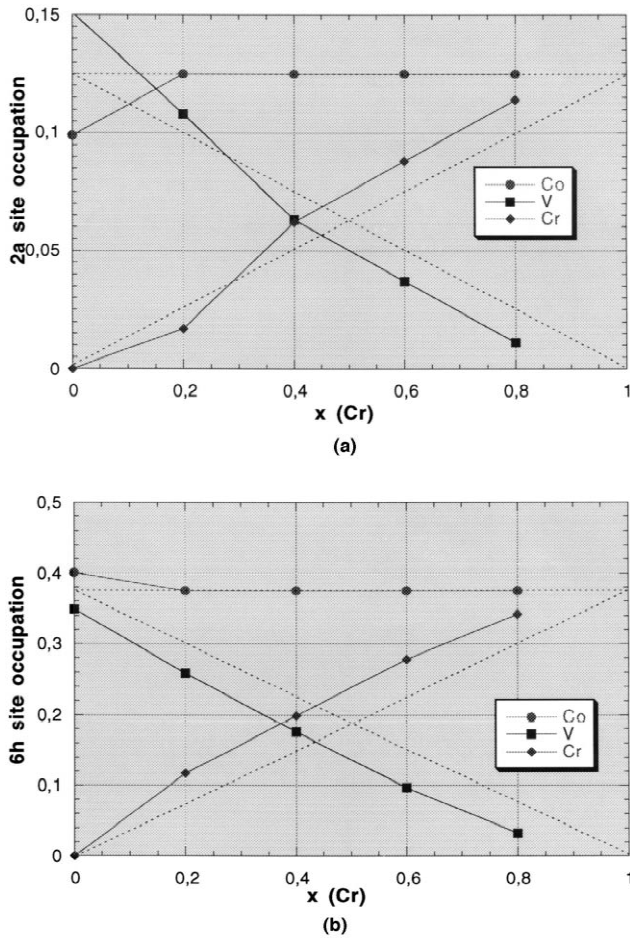 0,15
0,1
0,05
0
2a site occupation
Co
V
Cr
0 0,2 0,4 0,6 0,8 1
x (Cr)
(a)
0,5
0,4
0,3
0,2
0,1
0
6h site occupation
Co
V
Cr
0 0,2 0,4 0,6 0,8 1
x (Cr)
(b)